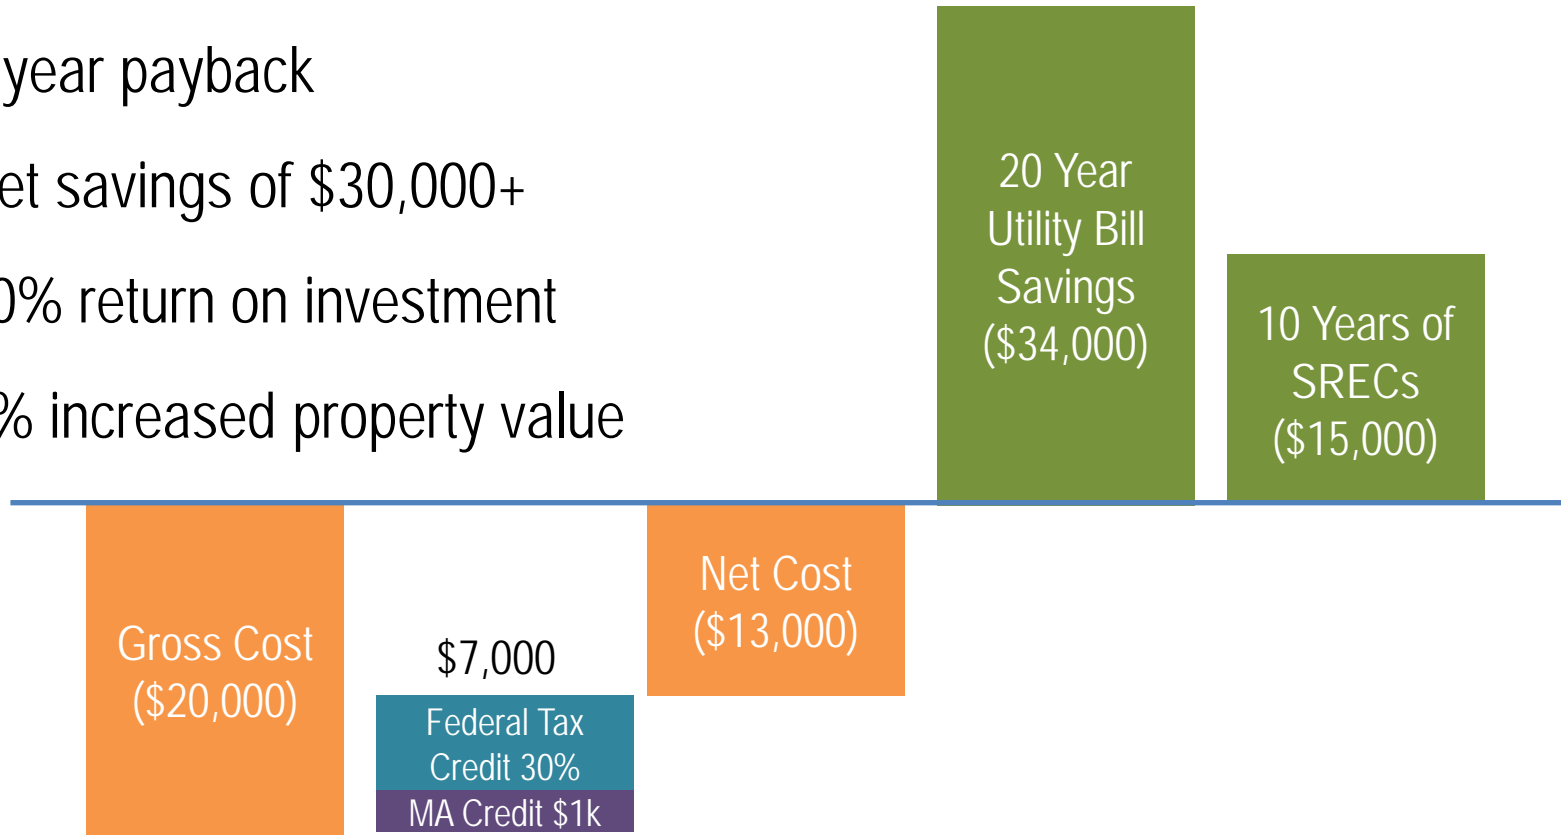 year payback
et savings of $30,000+
0% return on investment
% increased property value
20 Year
Utility Bill
Savings
($34,000)
10 Years of
SRECs
($15,000)
Net Cost
($13,000)
Gross Cost
($20,000)
$7,000
Federal Tax
Credit 30%
MA Credit $1k